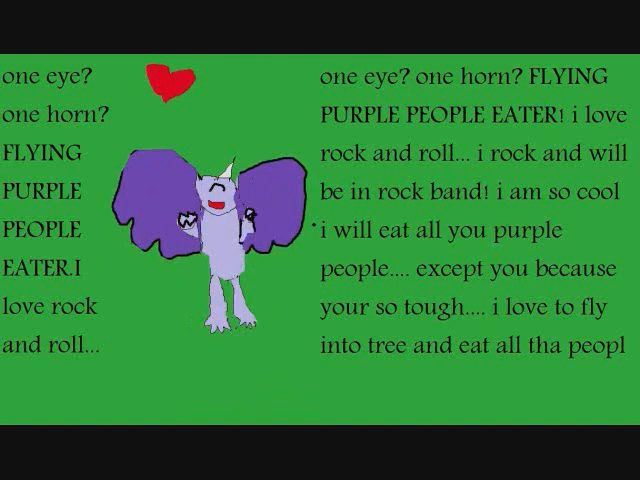 one eye?
one horn?
FLYING
PURPLE
PEOPLE
EATER.I
love rock
and roll...
one eye? one horn? FLYING
PURPLE PEOPLE EATER! i love
rock and roll... i rock and will
be in rock band! i am so cool
i will eat all you purple
people.... except you because
your so tough.... i love to fly
into tree and eat all tha peopl